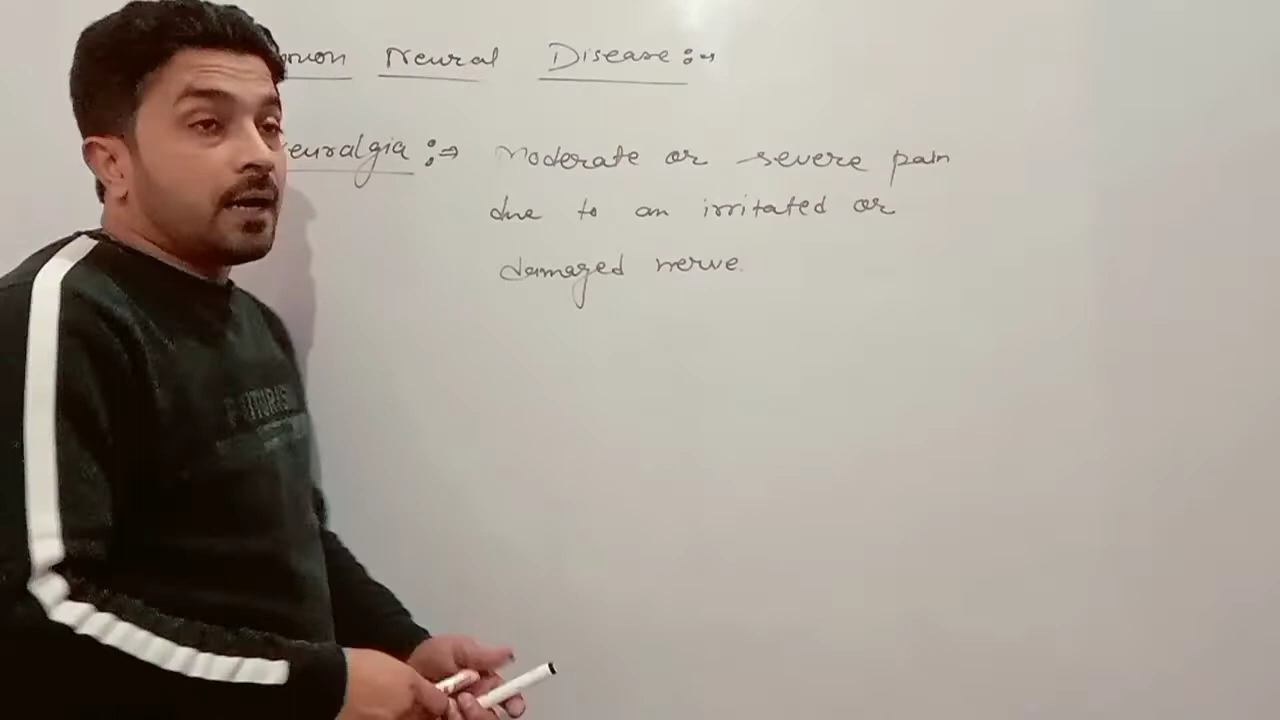 Neural Disease :-
:⇒ Moderate or severe pain
due to an irritated or
damaged nerve.